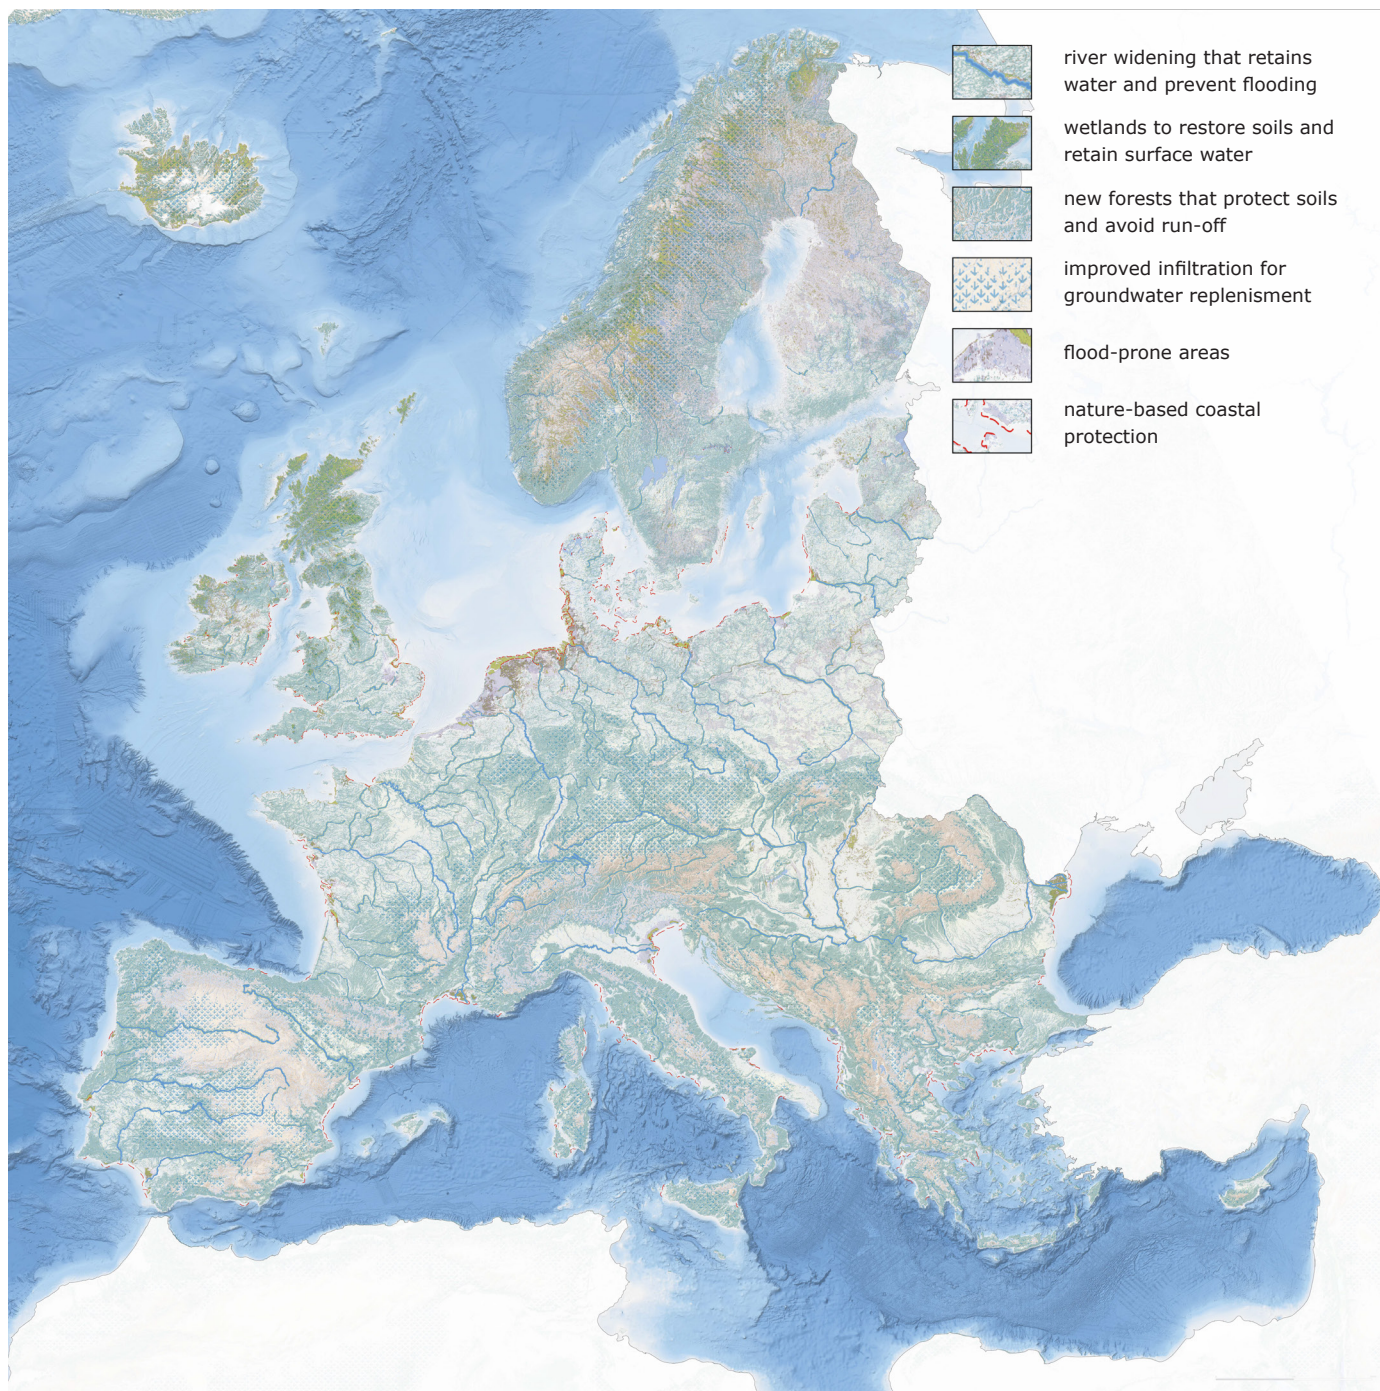 river widening that retains
water and prevent flooding
wetlands to restore soils and
retain surface water
new forests that protect soils
and avoid run-off
improved infiltration for
groundwater replenisment
flood-prone areas
nature-based coastal
protection